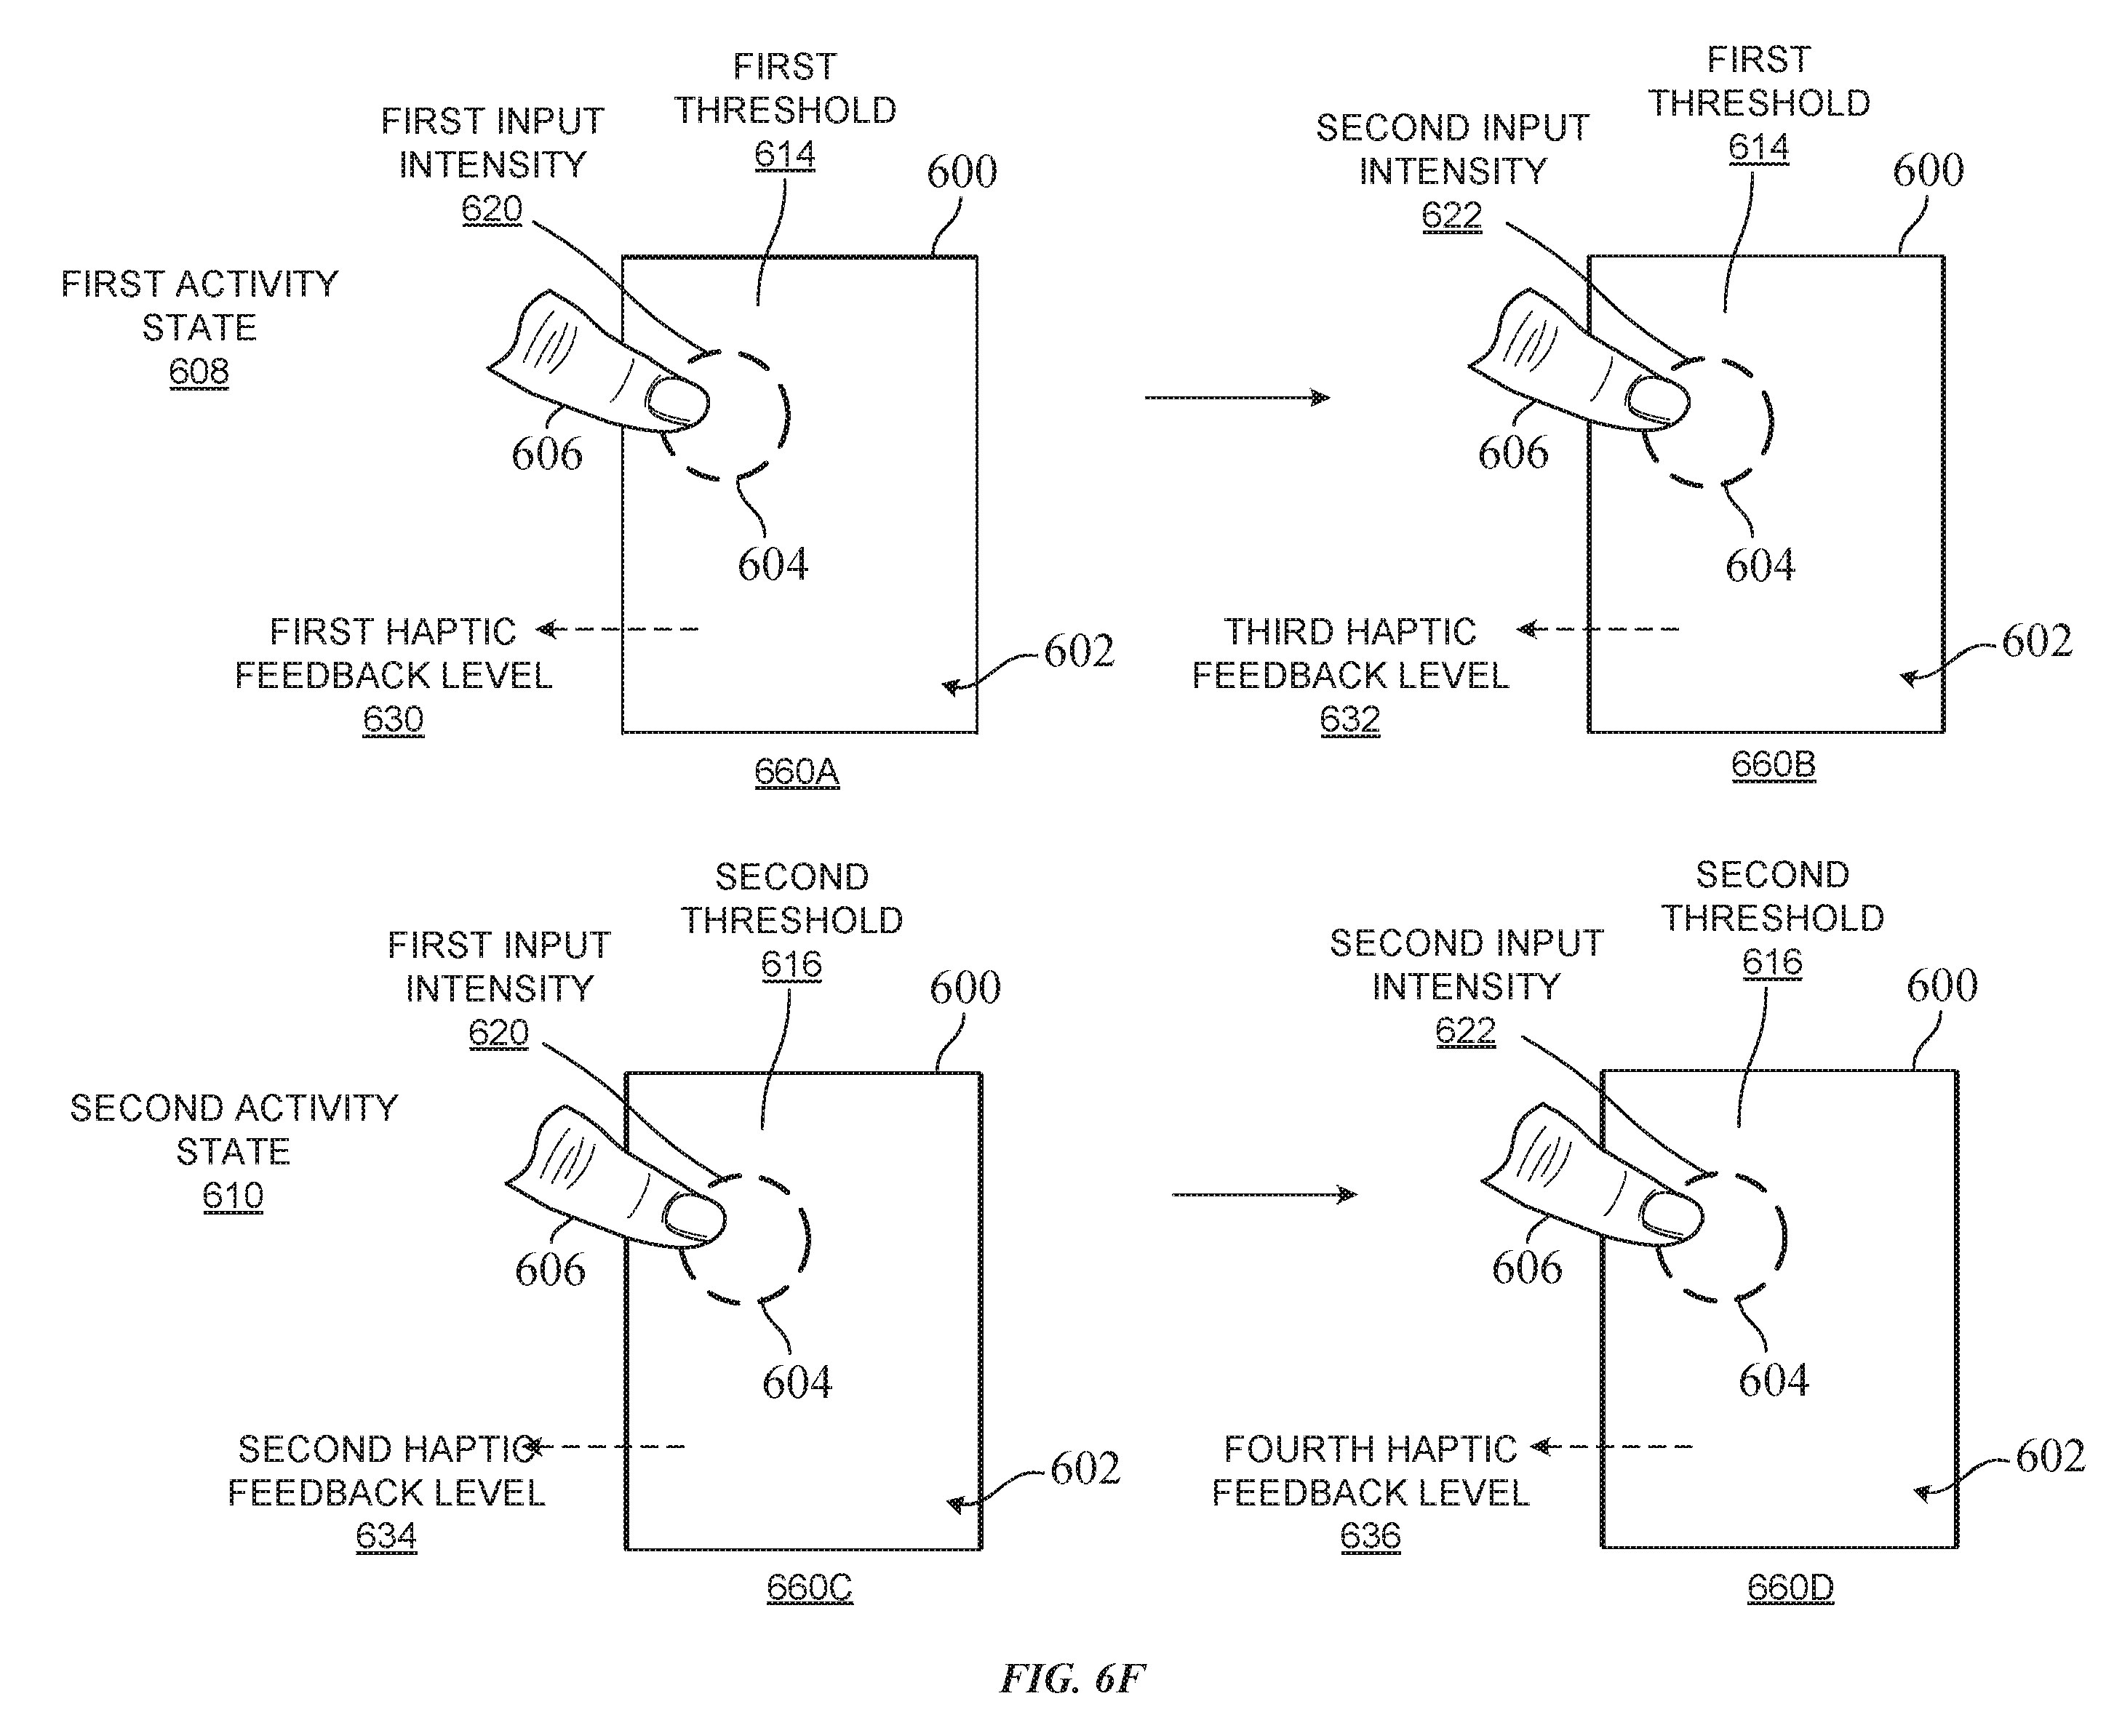 FIRST
THRESHOLD
614
FIRST INPUT
INTENSITY
620
600
FIRST ACTIVITY
STATE
608
606
604
FIRST HAPTIC
FEEDBACK LEVEL
630
602
660A
FIRST
THRESHOLD
614
SECOND INPUT
INTENSITY
622
600
606
604
THIRD HAPTIC
FEEDBACK LEVEL
632
602
660B
SECOND
THRESHOLD
616
FIRST INPUT
INTENSITY
620
600
SECOND ACTIVITY
STATE
610
606
604
SECOND HAPTIC
FEEDBACK LEVEL
634
602
660C
SECOND
THRESHOLD
616
SECOND INPUT
INTENSITY
622
600
606
604
FOURTH HAPTIC
FEEDBACK LEVEL
636
602
660D
FIG. 6F